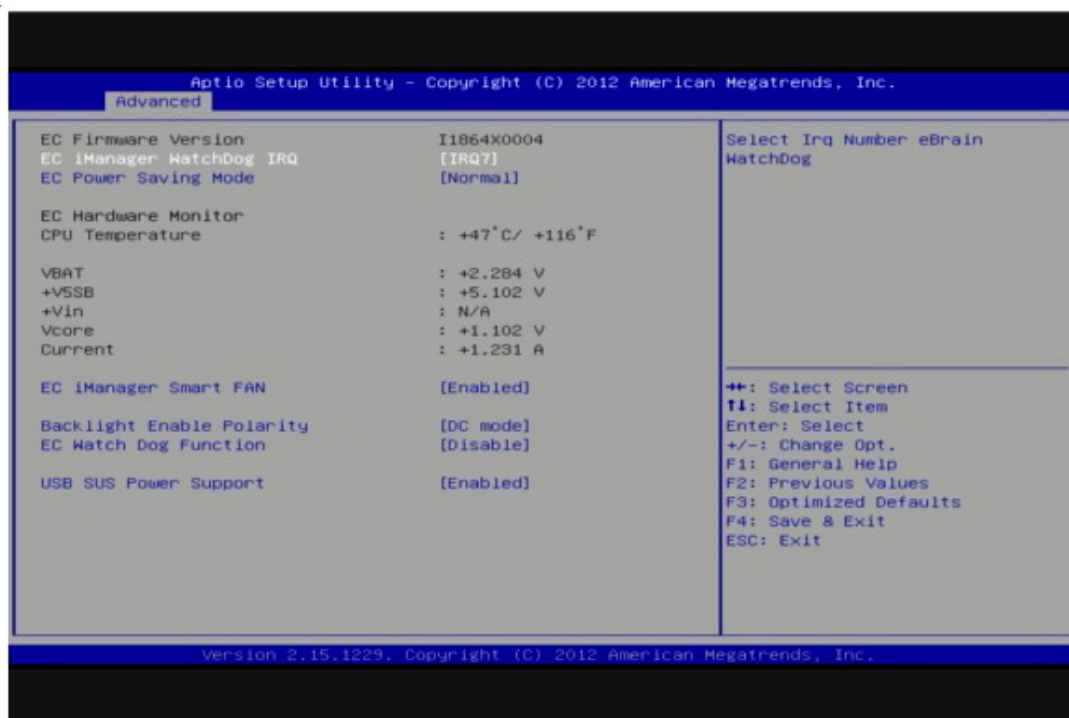 Aptio Setup Utility – Copyright (C) 2012 American Megatrends, Inc.
Advanced
EC Firmware Version I1864X0004
EC iManager WatchDog IRQ [IRQ7]
EC Power Saving Mode [Normal]
EC Hardware Monitor
CPU Temperature : +47°C/ +116°F
VBAT : +2.284 V
+V5SB : +5.102 V
+Vin : N/A
Vcore : +1.102 V
Current : +1.231 A
EC iManager Smart FAN [Enabled]
Backlight Enable Polarity [DC mode]
EC Watch Dog Function [Disable]
USB SUS Power Support [Enabled]
Select Irq Number eBrain
WatchDog
→←: Select Screen
↑↓: Select Item
Enter: Select
+/-: Change Opt.
F1: General Help
F2: Previous Values
F3: Optimized Defaults
F4: Save & Exit
ESC: Exit
Version 2.15.1229. Copyright (C) 2012 American Megatrends, Inc.